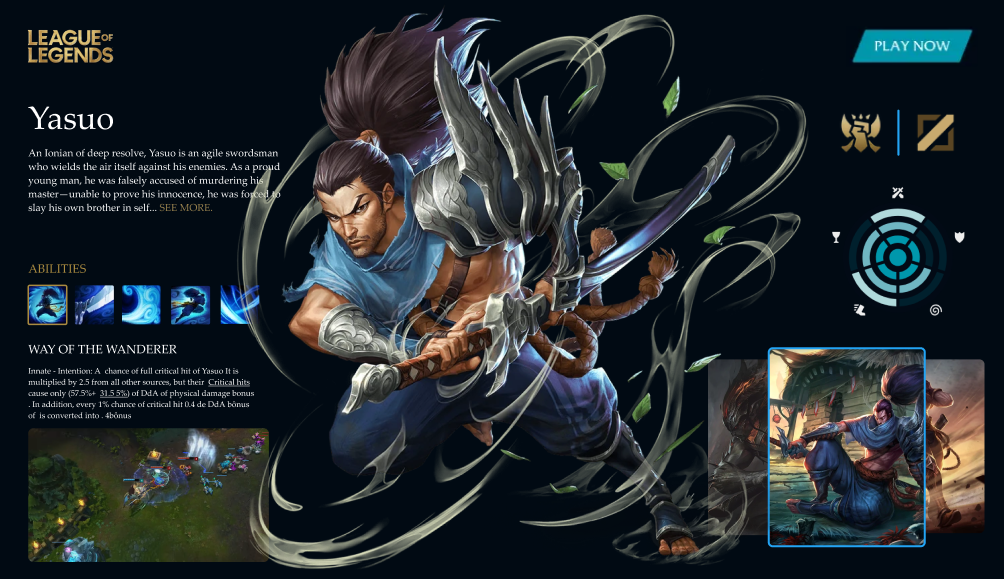 LEAGUE OF
LEGENDS
PLAY NOW
Yasuo
An Ionian of deep resolve, Yasuo is an agile swordsman
who wields the air itself against his enemies. As a proud
young man, he was falsely accused of murdering his
master—unable to prove his innocence, he was forced to
slay his own brother in self... SEE MORE.
ABILITIES
WAY OF THE WANDERER
Innate - Intention: A chance of full critical hit of Yasuo It is
multiplied by 2.5 from all other sources, but their Critical hits
cause only (57.5%+ 31.5 5%) of DdA of physical damage bonus
. In addition, every 1% chance of critical hit 0.4 de DdA bônus
of is converted into . 4bônus